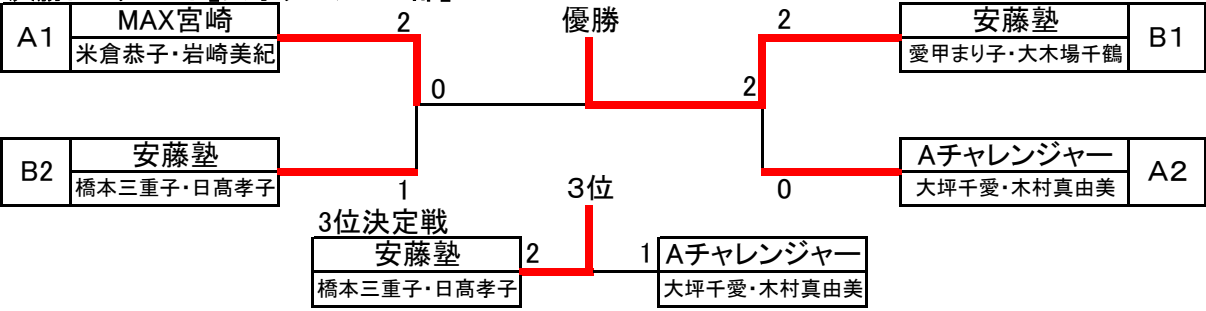 A1
MAX宮崎
米倉恭子・岩崎美紀
2
優勝
2
安藤塾
愛甲まり子・大木場千鶴
B1
0
2
B2
安藤塾
橋本三重子・日髙孝子
1
3位
0
Aチャレンジャー
大坪千愛・木村真由美
A2
3位決定戦
安藤塾
橋本三重子・日髙孝子
2
1
Aチャレンジャー
大坪千愛・木村真由美